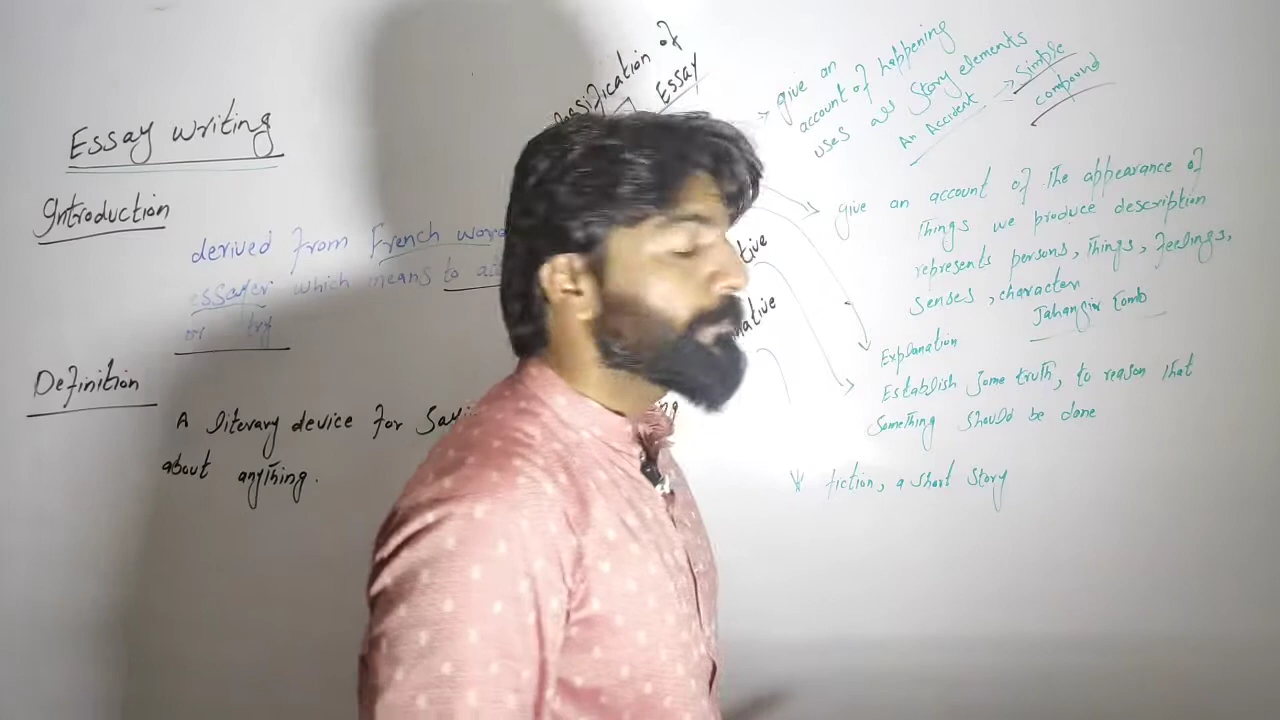 Essay writing
Introduction
derived from French word
essayer which means to
or try
Definition
A literary device for
about anything.
Classification of
Essay
give an
account of happening
uses as story elements
An Accident
Simple
compound
give an account of the appearance of
things we produce description
represents persons, things, feelings,
senses, character
Jahangir Tomb
Explanation
Establish some truth, to reason that
something should be done
fiction, a short story